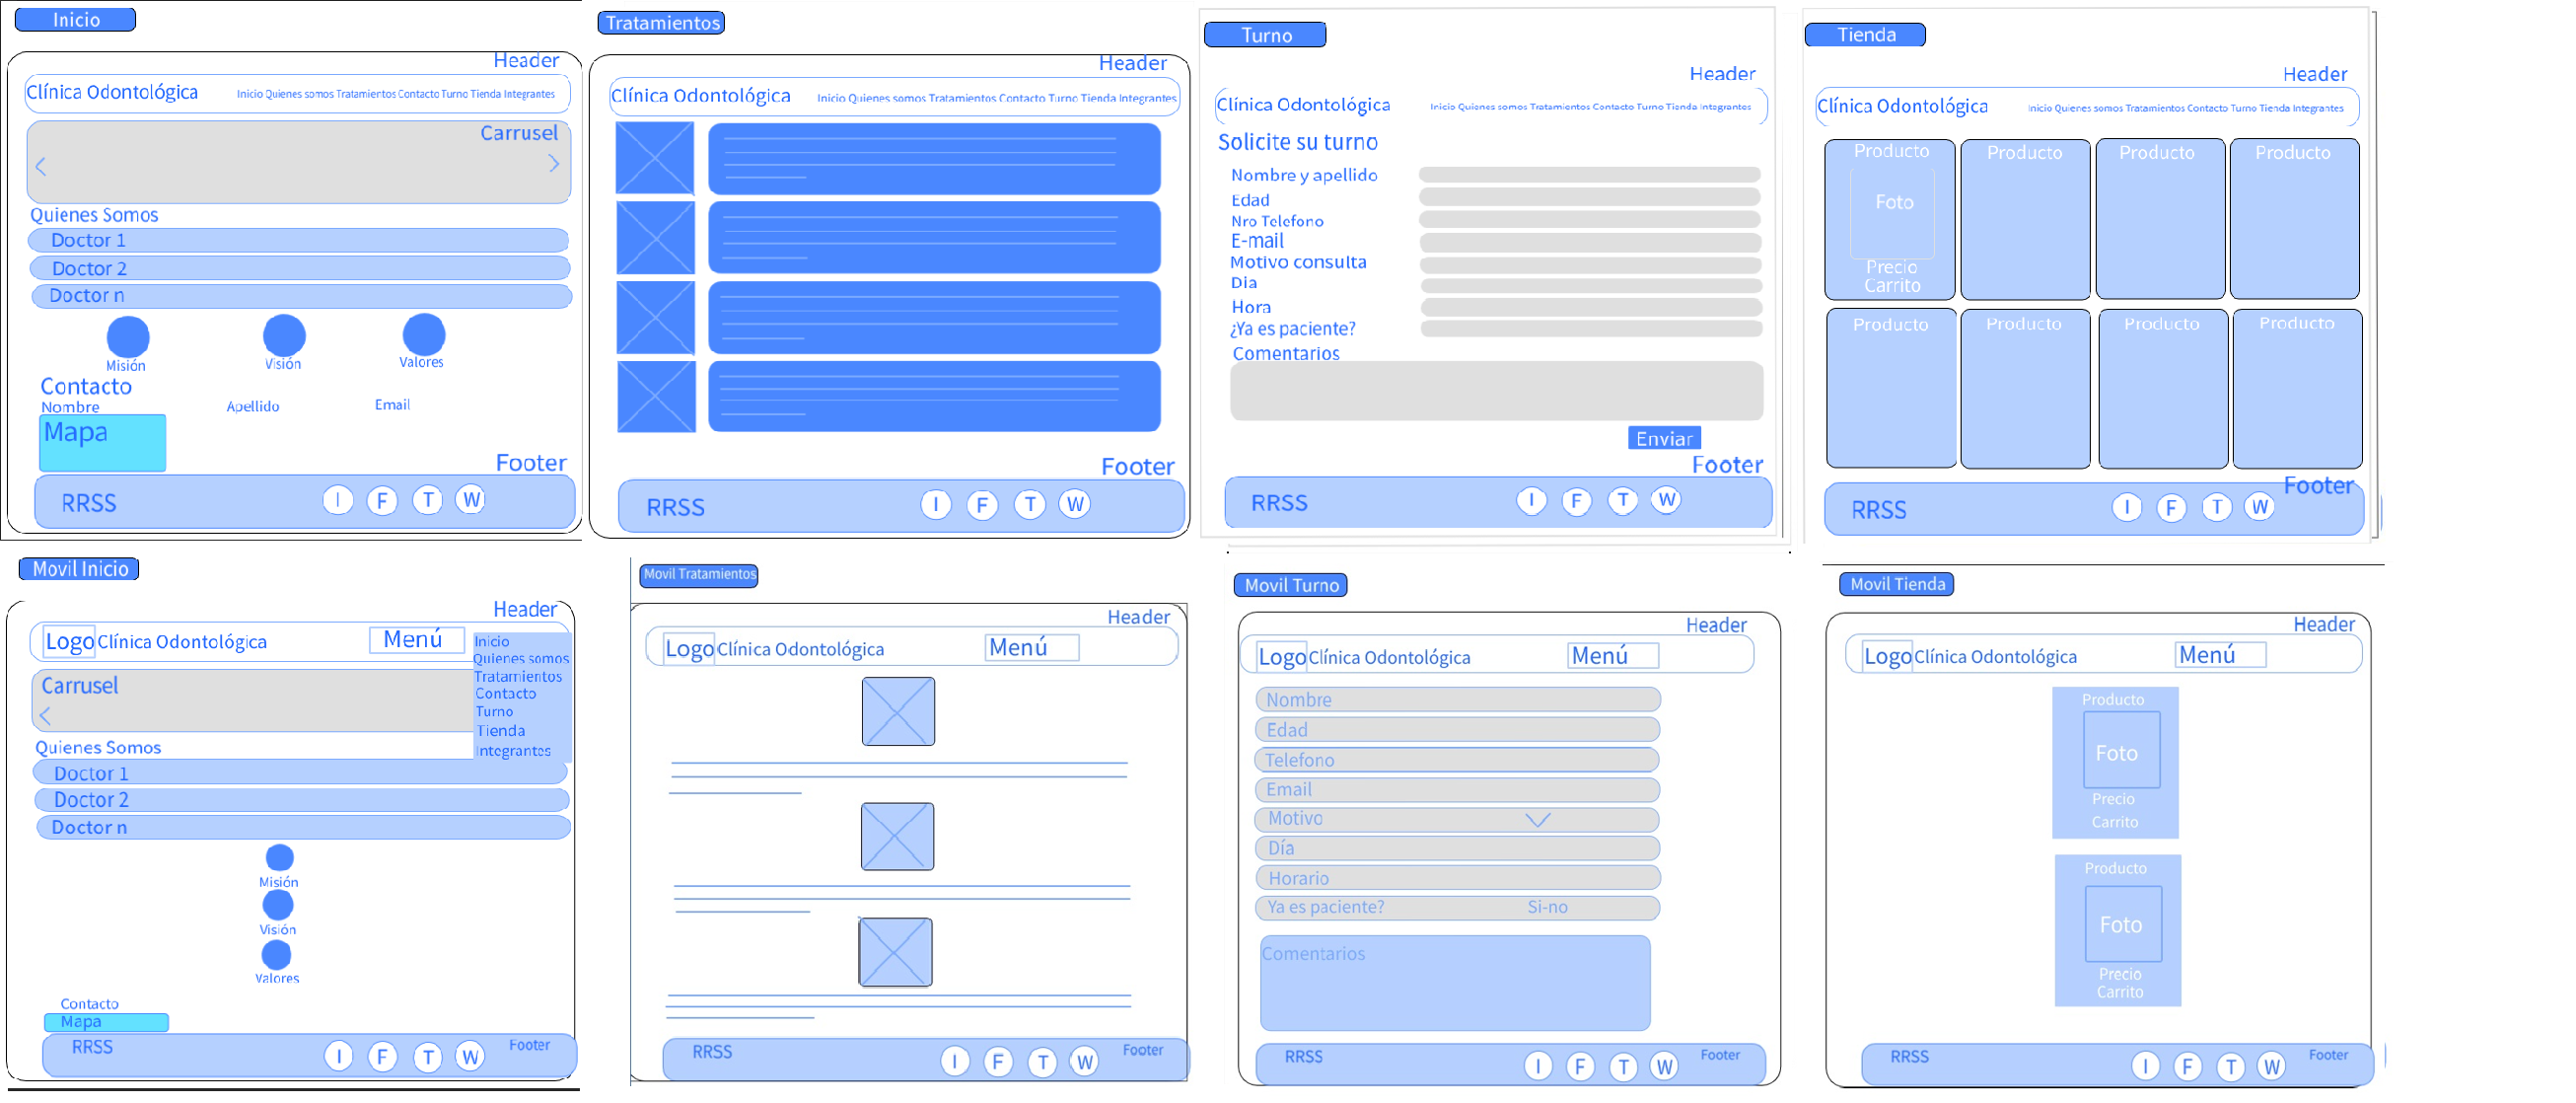 Inicio
Header
Clínica Odontológica
Inicio Quienes somos Tratamientos Contacto Turno Tienda Integrantes
Carrusel
Quienes Somos
Doctor 1
Doctor 2
Doctor n
Misión
Visión
Valores
Contacto
Nombre
Apellido
Email
Mapa
Footer
RRSS
I F T W
Tratamientos
Header
Clínica Odontológica
Inicio Quienes somos Tratamientos Contacto Turno Tienda Integrantes
Footer
RRSS
I F T W
Turno
Header
Clínica Odontológica
Inicio Quienes somos Tratamientos Contacto Turno Tienda Integrantes
Solicite su turno
Nombre y apellido
Edad
Nro Telefono
E-mail
Motivo consulta
Dia
Hora
¿Ya es paciente?
Comentarios
Enviar
Footer
RRSS
I F T W
Tienda
Header
Clínica Odontológica
Inicio Quienes somos Tratamientos Contacto Turno Tienda Integrantes
Producto
Foto
Precio
Carrito
Producto
Producto
Producto
Producto
Producto
Producto
Producto
Footer
RRSS
I F T W
Movil Inicio
Header
Logo Clínica Odontológica
Menú
Inicio
Quienes somos
Tratamientos
Contacto
Turno
Tienda
Integrantes
Carrusel
Quienes Somos
Doctor 1
Doctor 2
Doctor n
Misión
Visión
Valores
Contacto
Mapa
RRSS
I F T W
Footer
Movil Tratamientos
Header
Logo Clínica Odontológica
Menú
RRSS
I F T W
Footer
Movil Turno
Header
Logo Clínica Odontológica
Menú
Nombre
Edad
Telefono
Email
Motivo
Día
Horario
Ya es paciente? Si-no
Comentarios
RRSS
I F T W
Footer
Movil Tienda
Header
Logo Clínica Odontológica
Menú
Producto
Foto
Precio
Carrito
Producto
Foto
Precio
Carrito
RRSS
I F T W
Footer